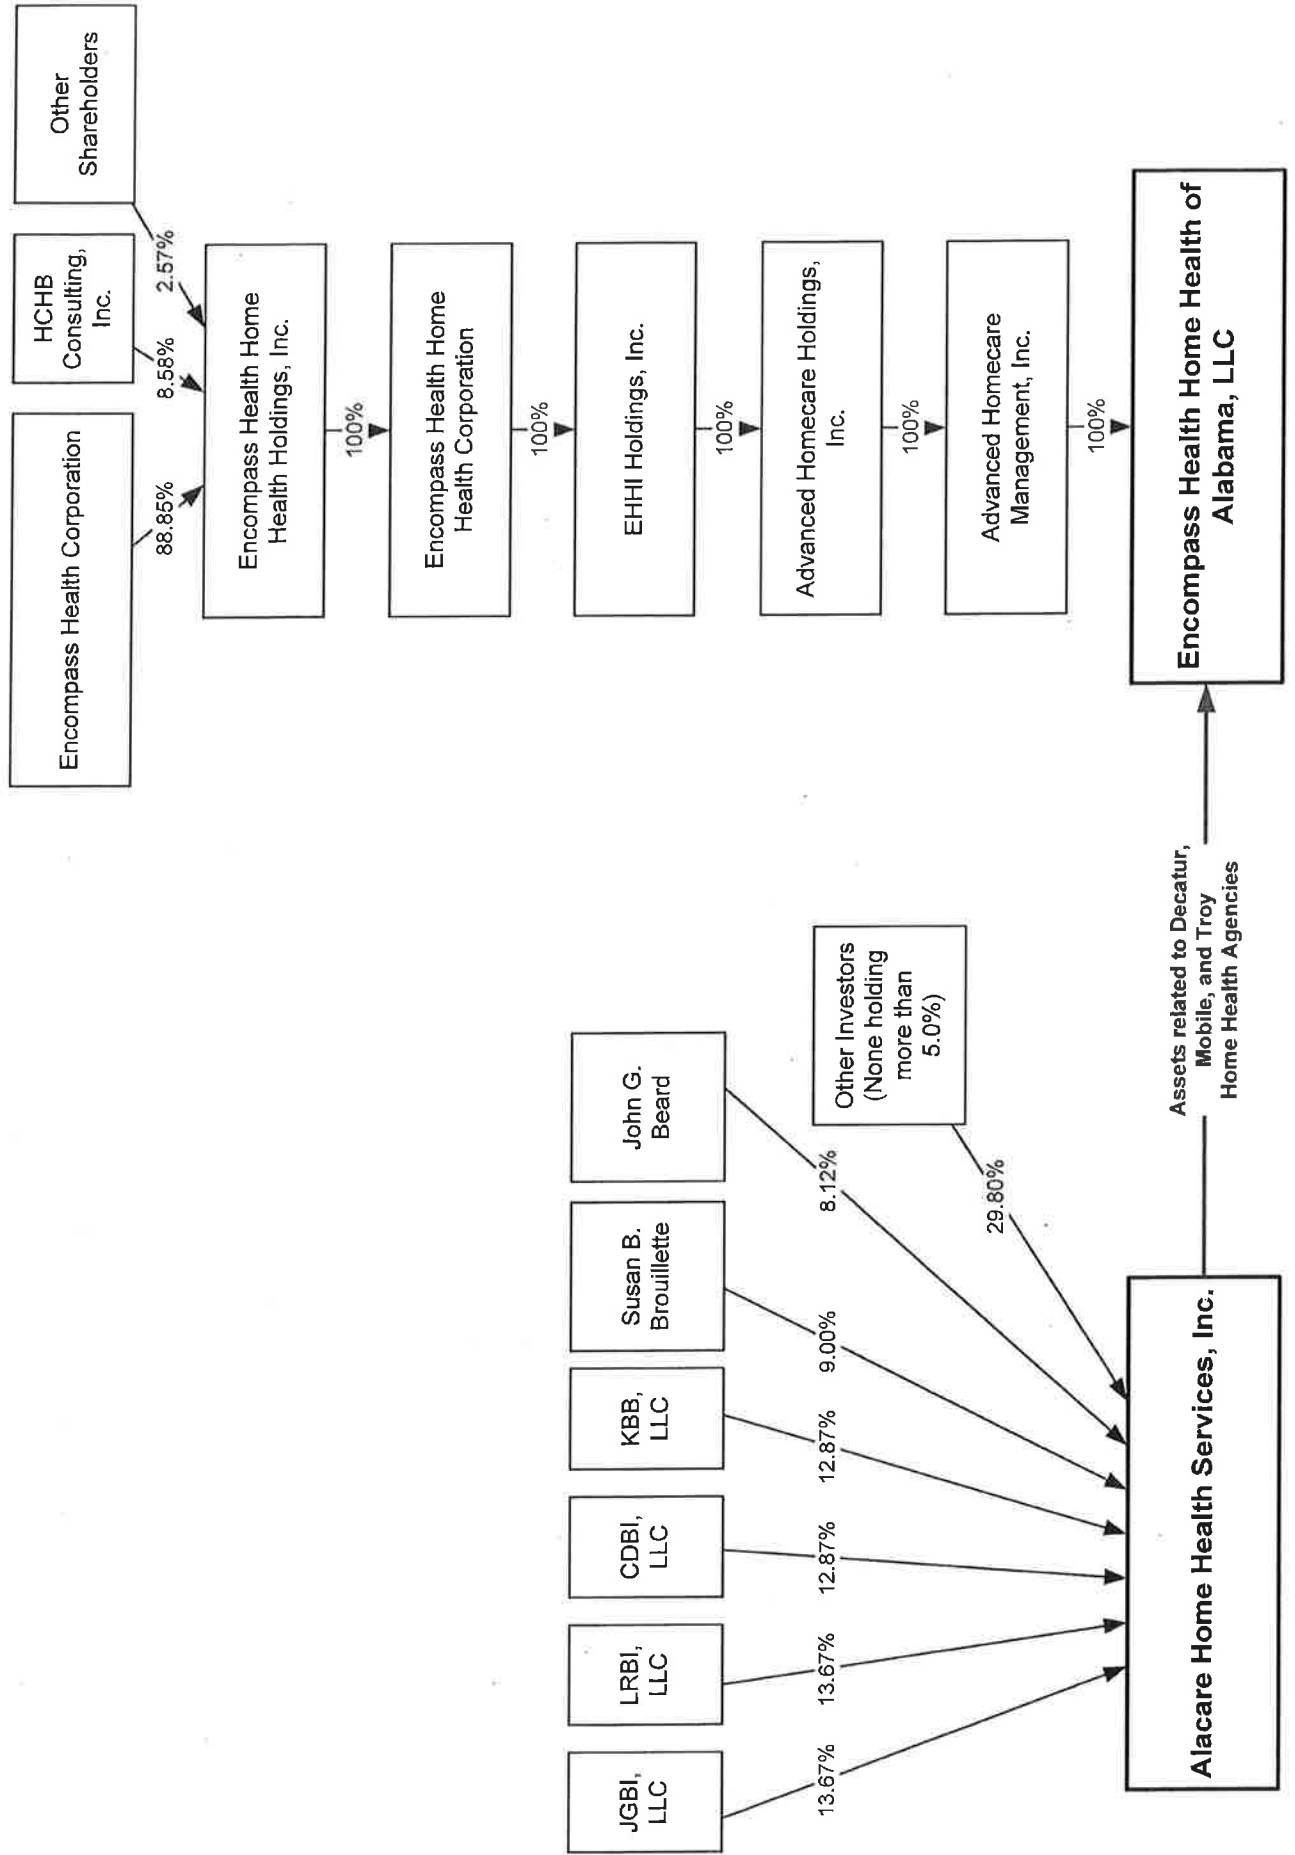 Encompass Health Corporation
HCHB
Consulting,
Inc.
Other
Shareholders
88.85%
8.58%
2.57%
Encompass Health Home
Health Holdings, Inc.
100%
Encompass Health Home
Health Corporation
100%
EHHI Holdings, Inc.
100%
Advanced Homecare Holdings,
Inc.
100%
Advanced Homecare
Management, Inc.
100%
Encompass Health Home Health of
Alabama, LLC
JGBI,
LLC
LRBI,
LLC
CDBI,
LLC
KBB,
LLC
Susan B.
Brouillette
John G.
Beard
Other Investors
(None holding
more than
5.0%)
13.67%
13.67%
12.87%
12.87%
9.00%
8.12%
29.80%
Alacare Home Health Services, Inc.
Assets related to Decatur,
Mobile, and Troy
Home Health Agencies